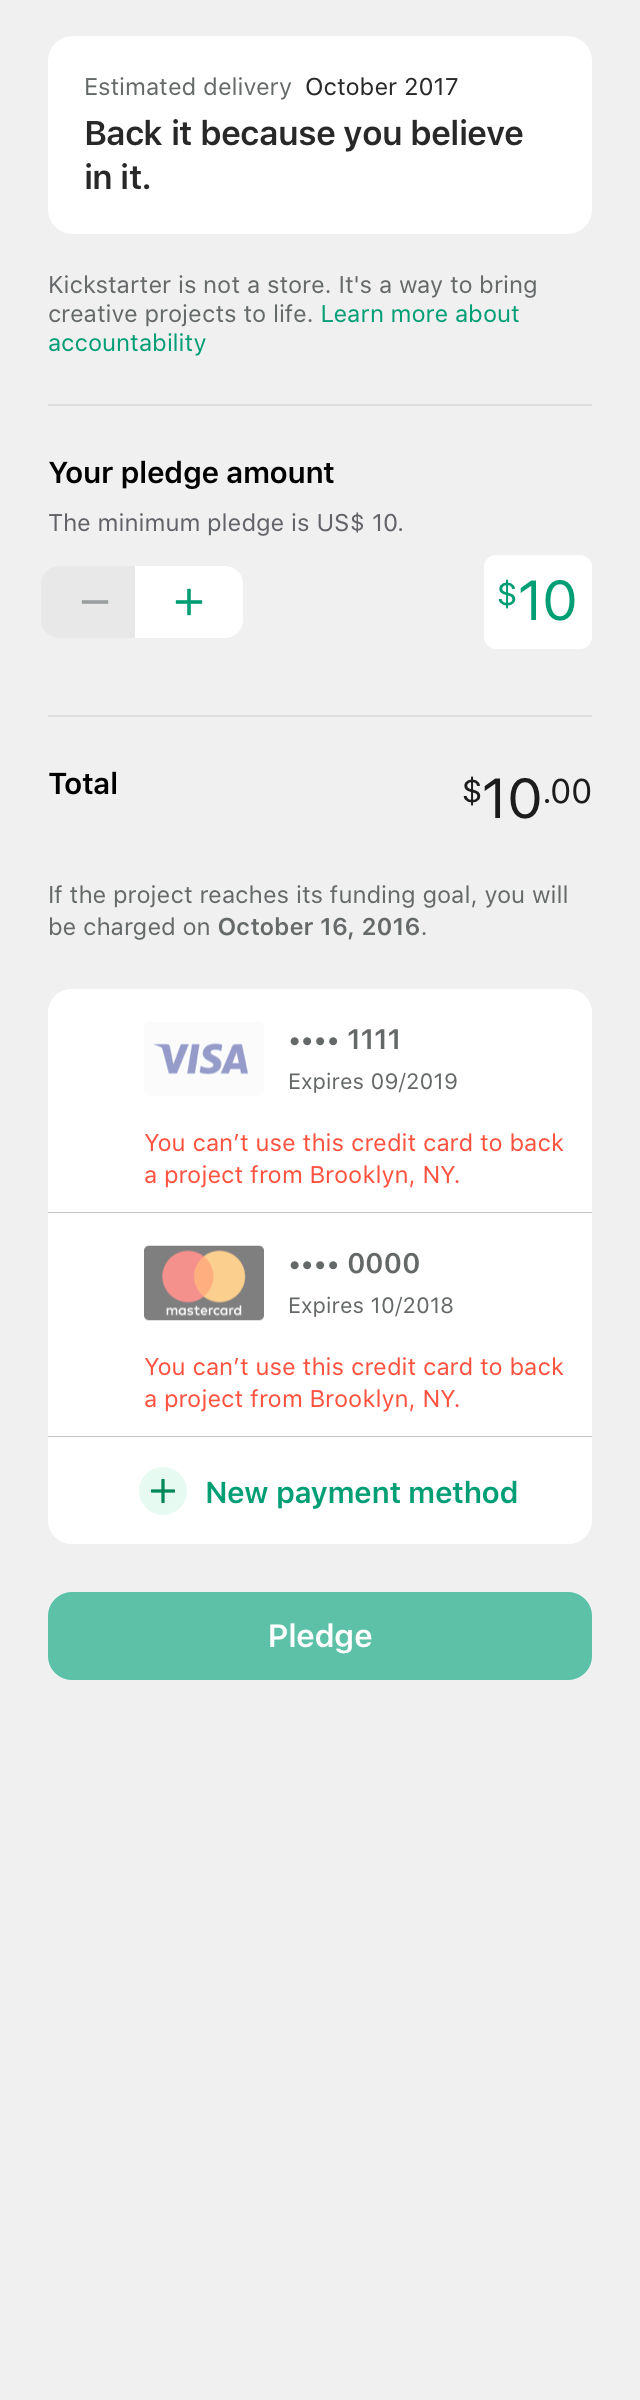 Estimated delivery October 2017
Back it because you believe
in it.
Kickstarter is not a store. It's a way to bring
creative projects to life. Learn more about
accountability
Your pledge amount
The minimum pledge is US$ 10.
− +
$10
Total
$10.00
If the project reaches its funding goal, you will
be charged on October 16, 2016.
VISA
•••• 1111
Expires 09/2019
You can’t use this credit card to back
a project from Brooklyn, NY.
mastercard
•••• 0000
Expires 10/2018
You can’t use this credit card to back
a project from Brooklyn, NY.
+ New payment method
Pledge